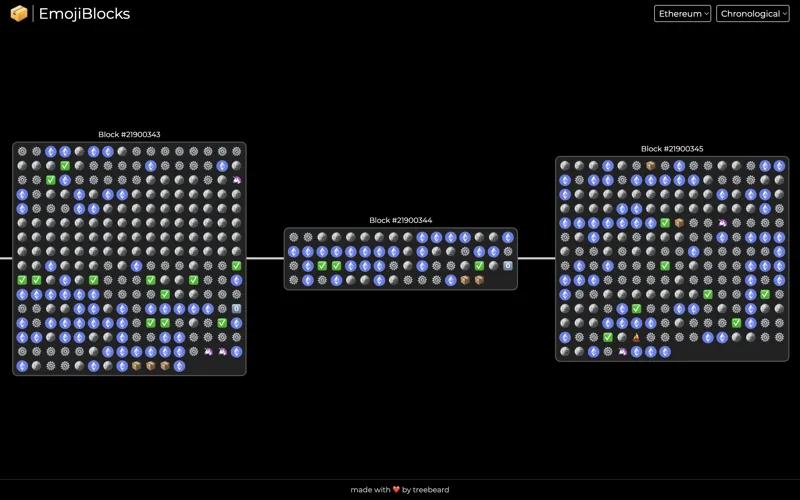 EmojiBlocks
Ethereum
Chronological
Block #21900343
Block #21900344
Block #21900345
made with ❤️ by treebeard